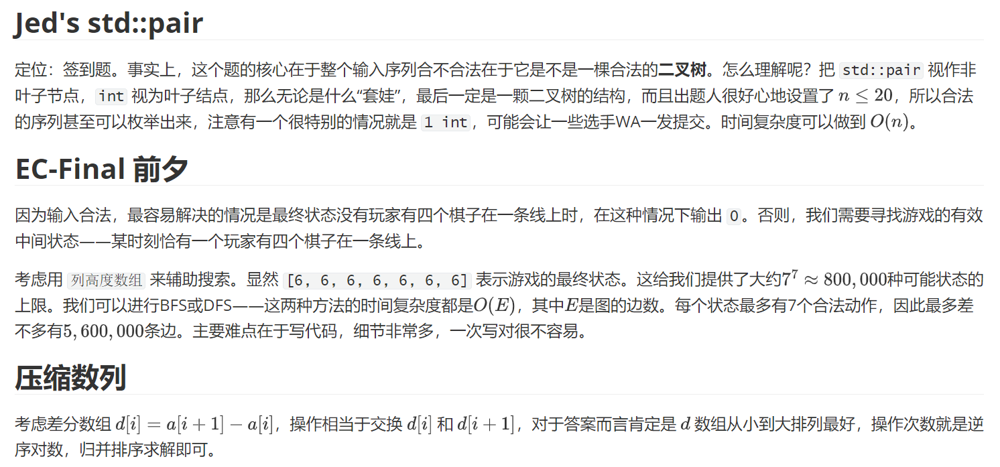 Jed's std::pair
定位：签到题。事实上，这个题的核心在于整个输入序列合不合法在于它是不是一棵合法的二叉树。怎么理解呢？把 std::pair 视作非
叶子节点， int 视为叶子结点，那么无论是什么“套娃”，最后一定是一颗二叉树的结构，而且出题人很好心地设置了 n ≤ 20，所以合法
的序列甚至可以枚举出来，注意有一个很特别的情况就是 1 int ，可能会让一些选手WA一发提交。时间复杂度可以做到 O(n)。
EC-Final 前夕
因为输入合法，最容易解决的情况是最终状态没有玩家有四个棋子在一条线上时，在这种情况下输出 0 。否则，我们需要寻找游戏的有效
中间状态——某时刻恰有一个玩家有四个棋子在一条线上。
考虑用 列高度数组 来辅助搜索。显然 [6, 6, 6, 6, 6, 6, 6] 表示游戏的最终状态。这给我们提供了大约7⁷ ≈ 800,000种可能状态的
上限。我们可以进行BFS或DFS——这两种方法的时间复杂度都是O(E)，其中E是图的边数。每个状态最多有7个合法动作，因此最多差
不多有5,600,000条边。主要难点在于写代码，细节非常多，一次写对很不容易。
压缩数列
考虑差分数组 d[i] = a[i + 1] − a[i]，操作相当于交换 d[i] 和 d[i + 1]，对于答案而言肯定是 d 数组从小到大排列最好，操作次数就是逆
序对数，归并排序求解即可。